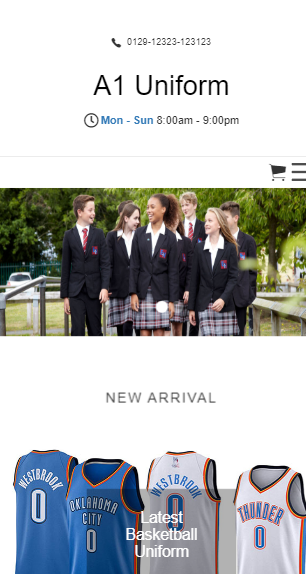 0129-12323-123123
A1 Uniform
Mon - Sun 8:00am - 9:00pm
NEW ARRIVAL
WESTBROOK
0
OKLAHOMA
CITY
0
WESTBROOK
0
THUNDER
0
Latest
Basketball
Uniform